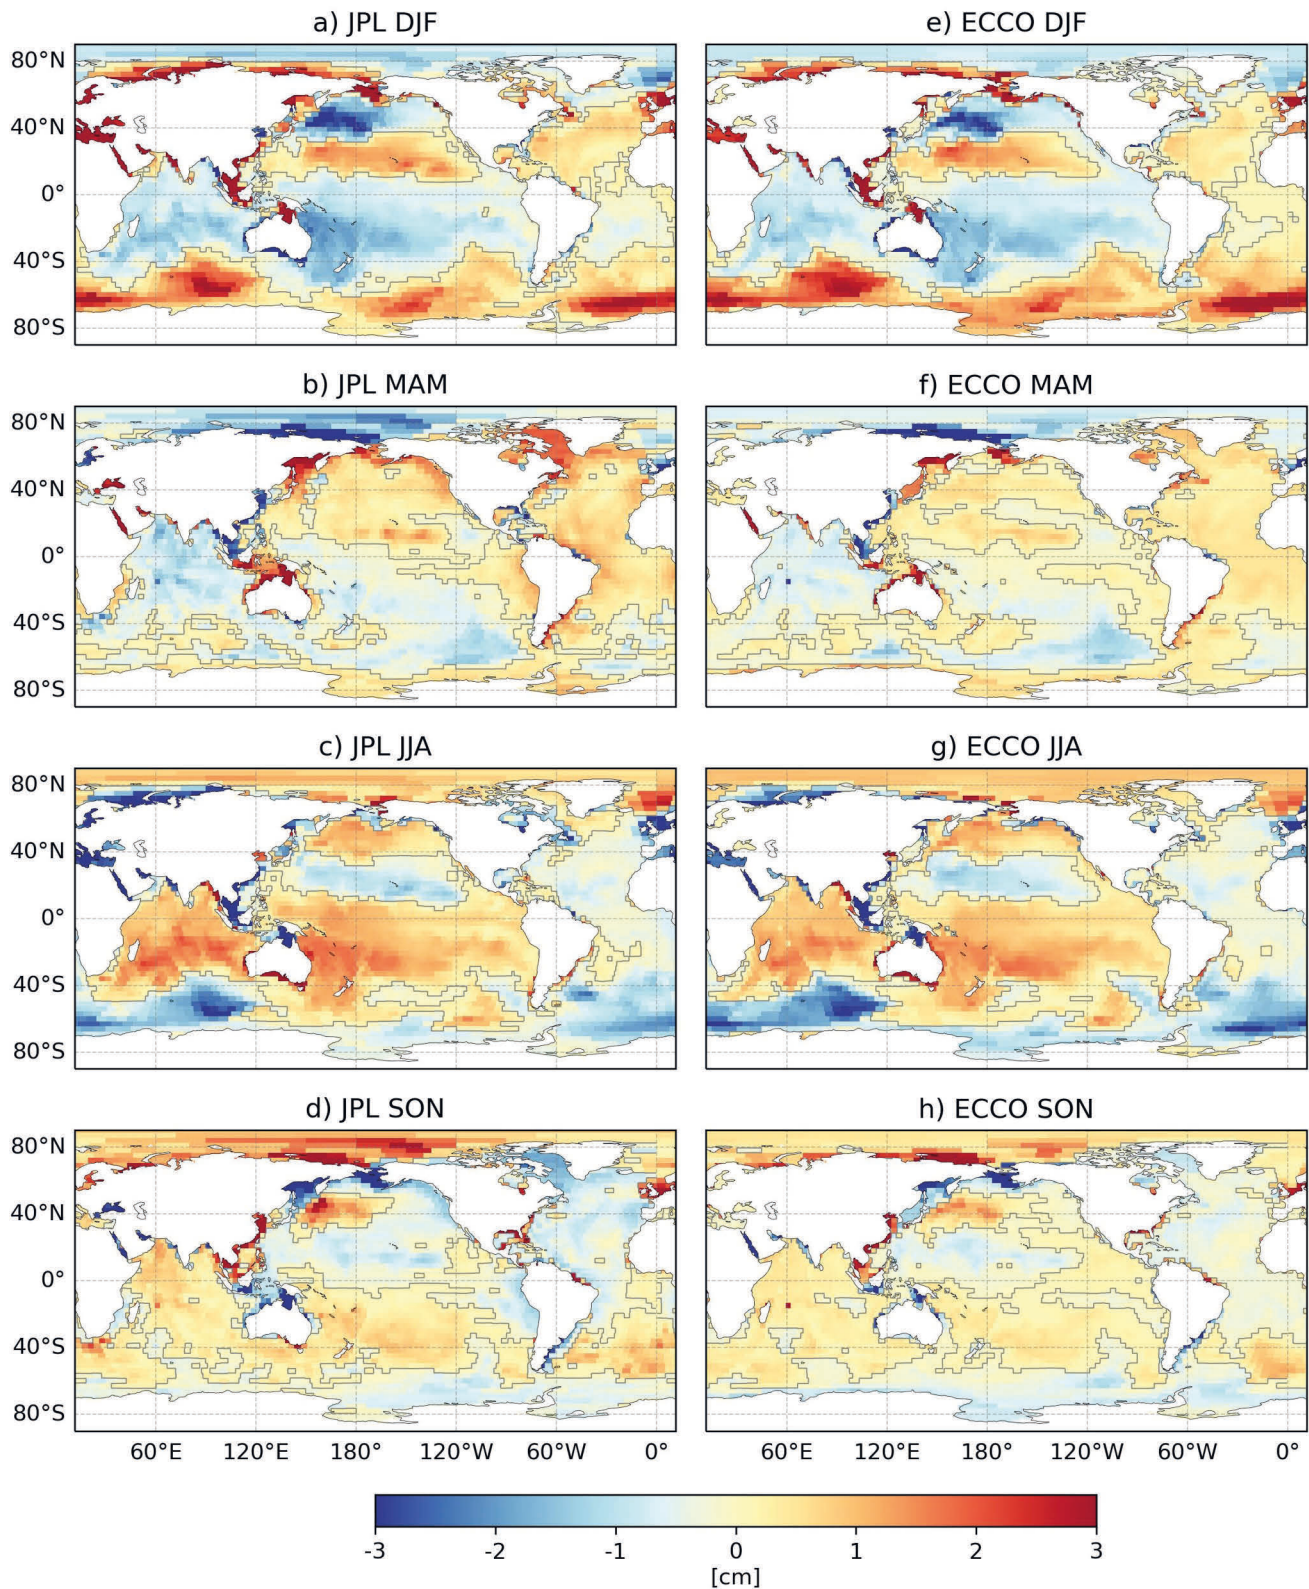 a) JPL DJF
e) ECCO DJF
80°N
40°N
0°
40°S
80°S
b) JPL MAM
f) ECCO MAM
80°N
40°N
0°
40°S
80°S
c) JPL JJA
g) ECCO JJA
80°N
40°N
0°
40°S
80°S
d) JPL SON
h) ECCO SON
80°N
40°N
0°
40°S
80°S
60°E 120°E 180° 120°W 60°W 0°
60°E 120°E 180° 120°W 60°W 0°
-3 -2 -1 0 1 2 3
[cm]